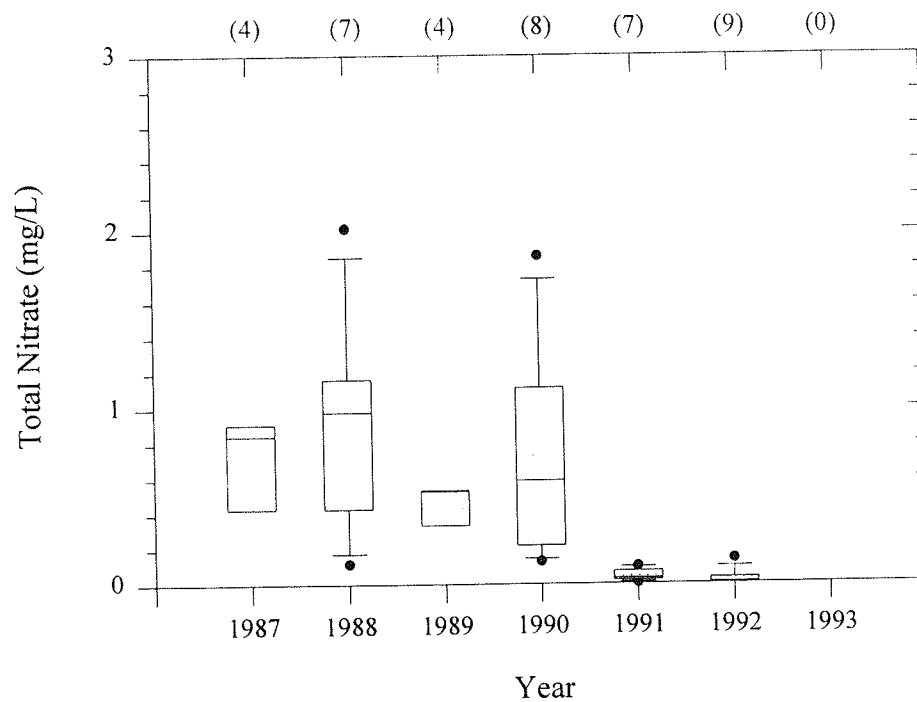 (4) (7) (4) (8) (7) (9) (0)
3
2
1
0
Total Nitrate (mg/L)
1987 1988 1989 1990 1991 1992 1993
Year